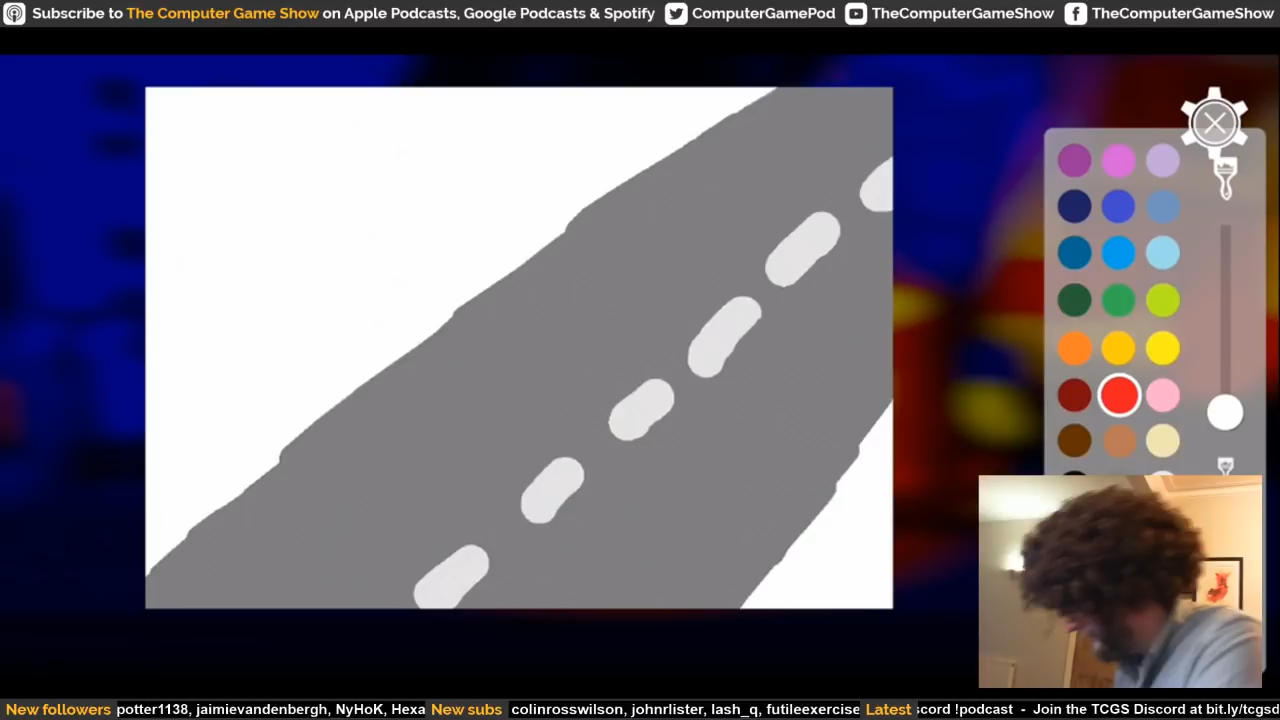 Subscribe to The Computer Game Show on Apple Podcasts, Google Podcasts & Spotify ComputerGamePod TheComputerGameShow TheComputerGameShow
New followers potter1138, jaimievandenbergh, NyHoK, Hexa New subs colinrosswilson, johnrlister, lash_q, futileexercise Latest cord !podcast - Join the TCGS Discord at bit.ly/tcgsd